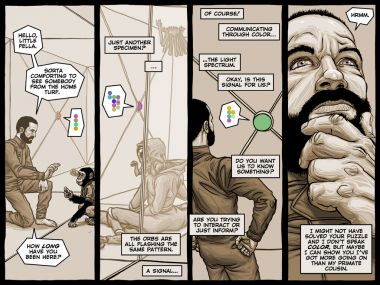 HELLO,
LITTLE
FELLA.
SORTA
COMFORTING TO
SEE SOMEBODY
FROM THE HOME
TURF.
HOW LONG
HAVE YOU
BEEN HERE?
JUST ANOTHER
SPECIMEN?
...
THE ORBS ARE
ALL FLASHING THE
SAME PATTERN.
A SIGNAL...
OF COURSE!
COMMUNICATING
THROUGH COLOR...
...THE LIGHT
SPECTRUM.
OKAY, IS THIS
SIGNAL FOR US?
DO YOU WANT
US TO KNOW
SOMETHING?
ARE YOU TRYING
TO INTERACT OR
JUST INFORM?
HRMM.
I MIGHT NOT HAVE
SOLVED YOUR PUZZLE
AND I DON'T SPEAK
COLOR, BUT MAYBE
I CAN SHOW YOU I'VE
GOT MORE GOING ON
THAN MY PRIMATE
COUSIN.